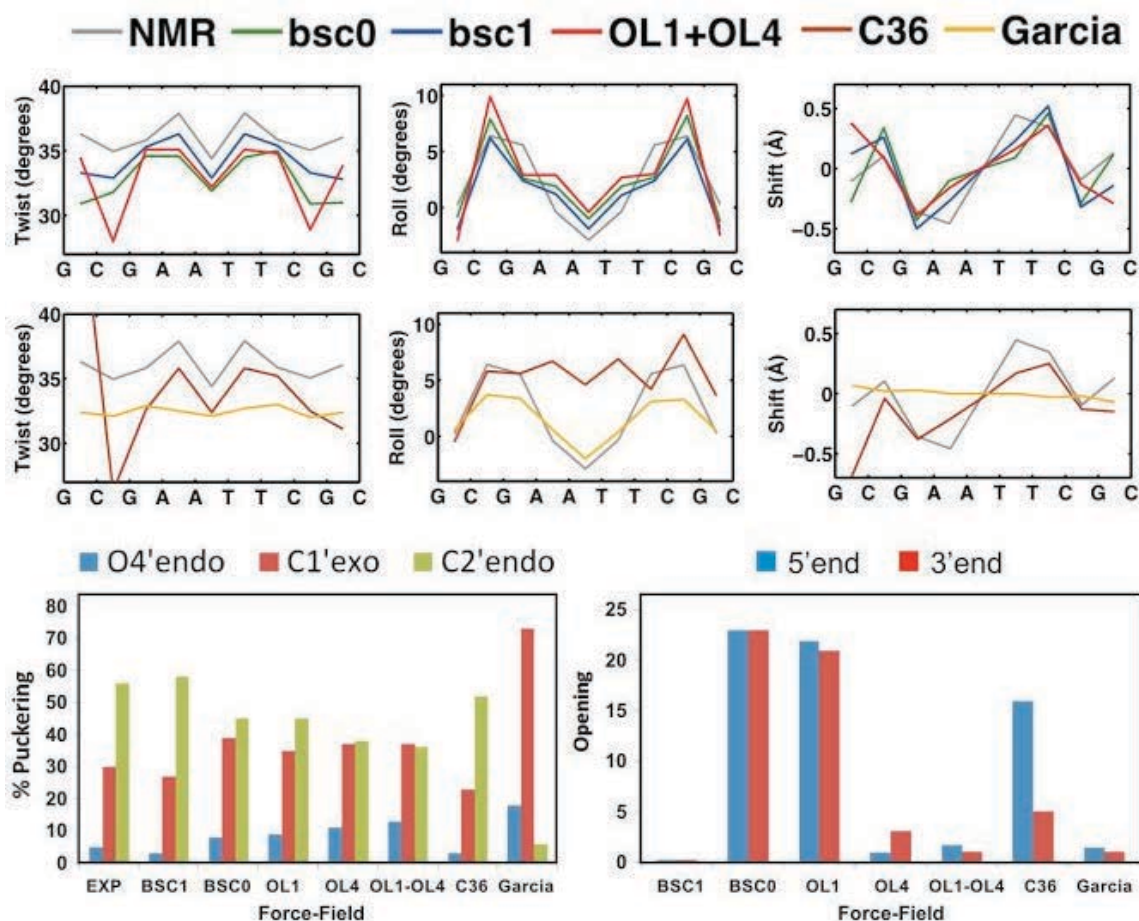 NMR bsc0 bsc1 OL1+OL4 C36 Garcia
Twist (degrees)
40
35
30
G C G A A T T C G C
Roll (degrees)
10
5
0
G C G A A T T C G C
Shift (Å)
0.5
0
−0.5
G C G A A T T C G C
Twist (degrees)
40
35
30
G C G A A T T C G C
Roll (degrees)
10
5
0
G C G A A T T C G C
Shift (Å)
0.5
0
−0.5
G C G A A T T C G C
O4'endo C1'exo C2'endo
% Puckering
80
70
60
50
40
30
20
10
0
EXP BSC1 BSC0 OL1 OL4 OL1-OL4 C36 Garcia
Force-Field
5'end 3'end
Opening
25
20
15
10
5
0
BSC1 BSC0 OL1 OL4 OL1-OL4 C36 Garcia
Force-Field